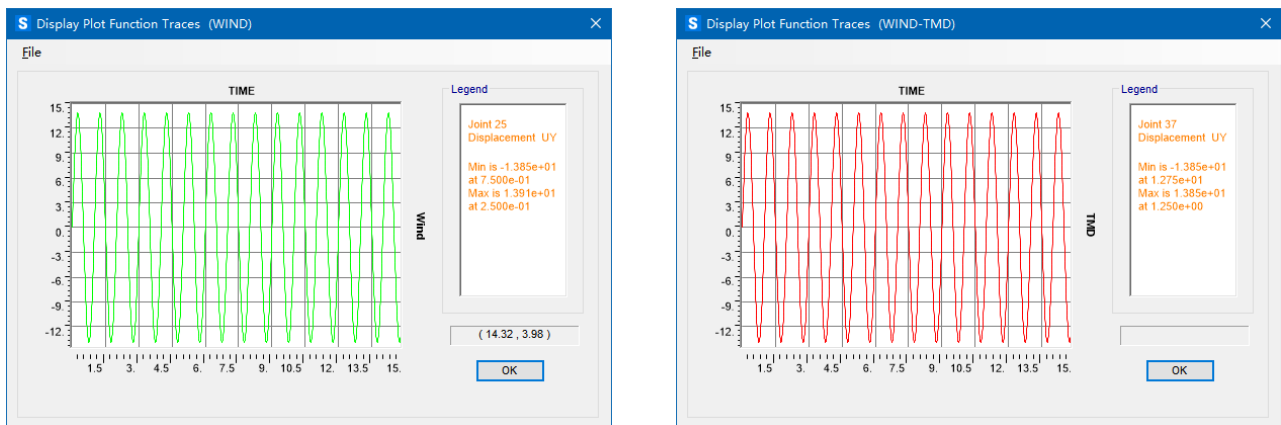 S Display Plot Function Traces (WIND)
File
TIME
15.
12.
9.
6.
3.
0.
-3.
-6.
-9.
-12.
1.5 3. 4.5 6. 7.5 9. 10.5 12. 13.5 15.
Wind
Legend
Joint 25
Displacement UY
Min is -1.385e+01
at 7.500e-01
Max is 1.391e+01
at 2.500e-01
( 14.32 , 3.98 )
OK
S Display Plot Function Traces (WIND-TMD)
File
TIME
15.
12.
9.
6.
3.
0.
-3.
-6.
-9.
-12.
1.5 3. 4.5 6. 7.5 9. 10.5 12. 13.5 15.
TMD
Legend
Joint 37
Displacement UY
Min is -1.385e+01
at 1.275e+01
Max is 1.385e+01
at 1.250e+00
OK